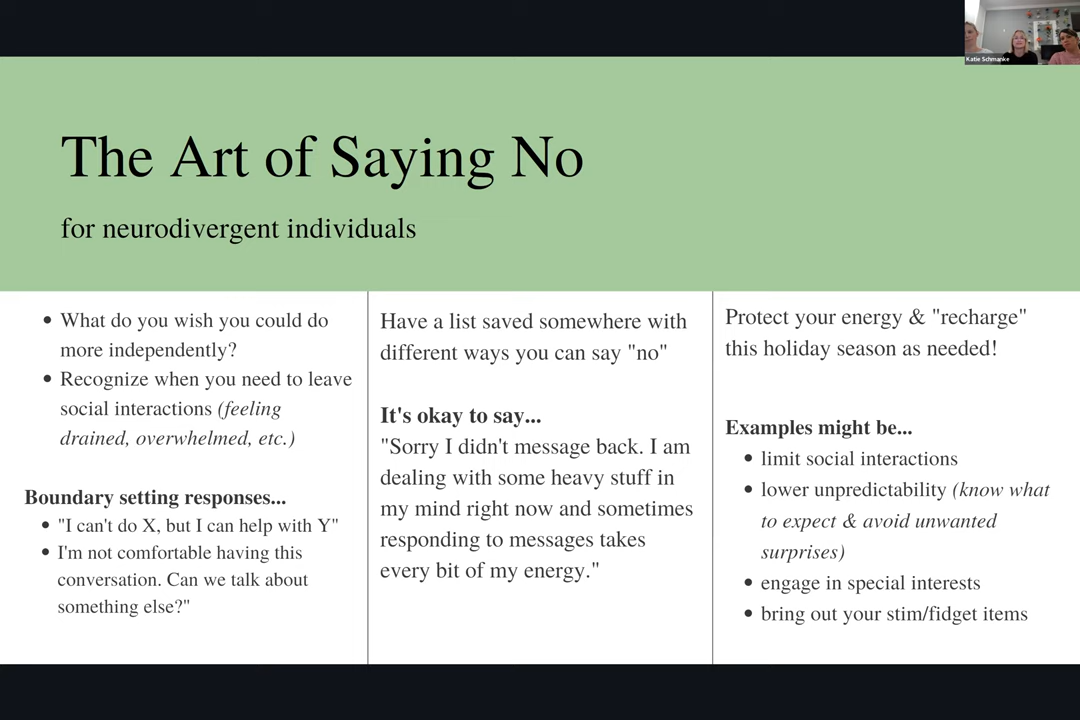 Katie Schmanke
The Art of Saying No
for neurodivergent individuals
• What do you wish you could do
more independently?
• Recognize when you need to leave
social interactions (feeling
drained, overwhelmed, etc.)
Boundary setting responses...
• "I can't do X, but I can help with Y"
• I'm not comfortable having this
conversation. Can we talk about
something else?"
Have a list saved somewhere with
different ways you can say "no"
It's okay to say...
"Sorry I didn't message back. I am
dealing with some heavy stuff in
my mind right now and sometimes
responding to messages takes
every bit of my energy."
Protect your energy & "recharge"
this holiday season as needed!
Examples might be...
• limit social interactions
• lower unpredictability (know what
to expect & avoid unwanted
surprises)
• engage in special interests
• bring out your stim/fidget items